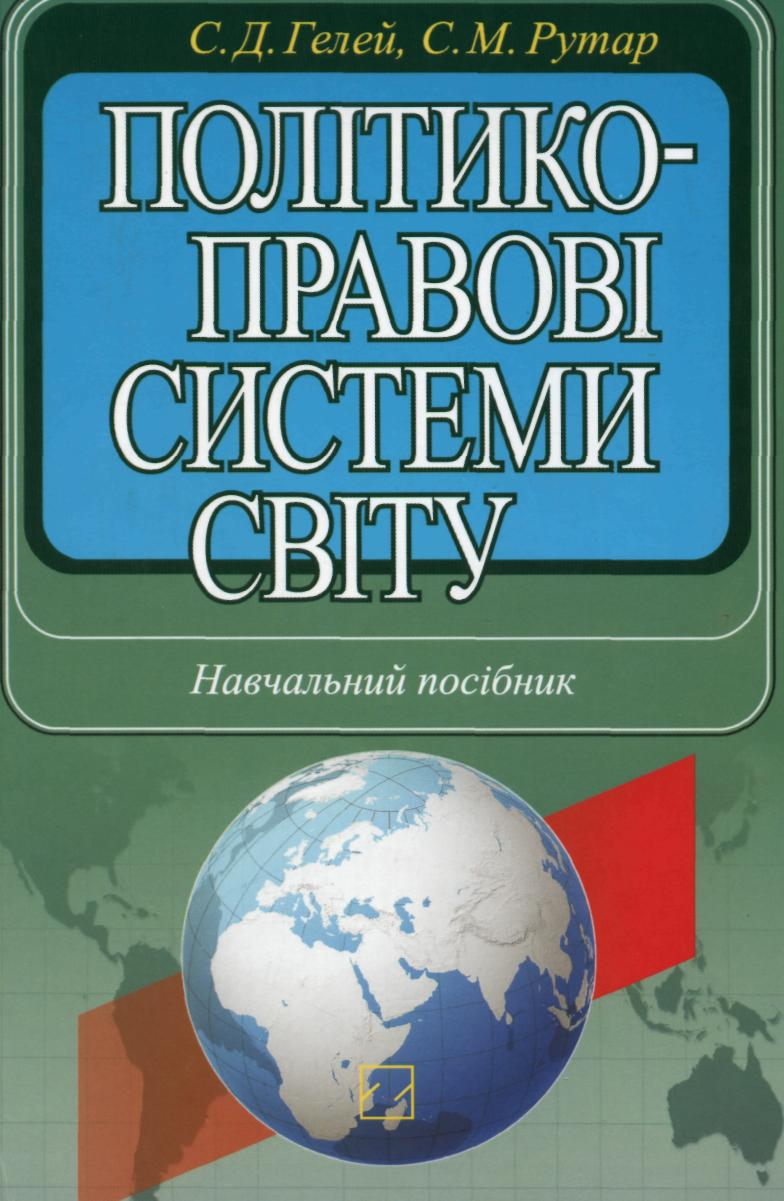 С. Д. Гелей, С. М. Рутар
ПОЛІТИКО-
ПРАВОВІ
СИСТЕМИ
СВІТУ
Навчальний посібник